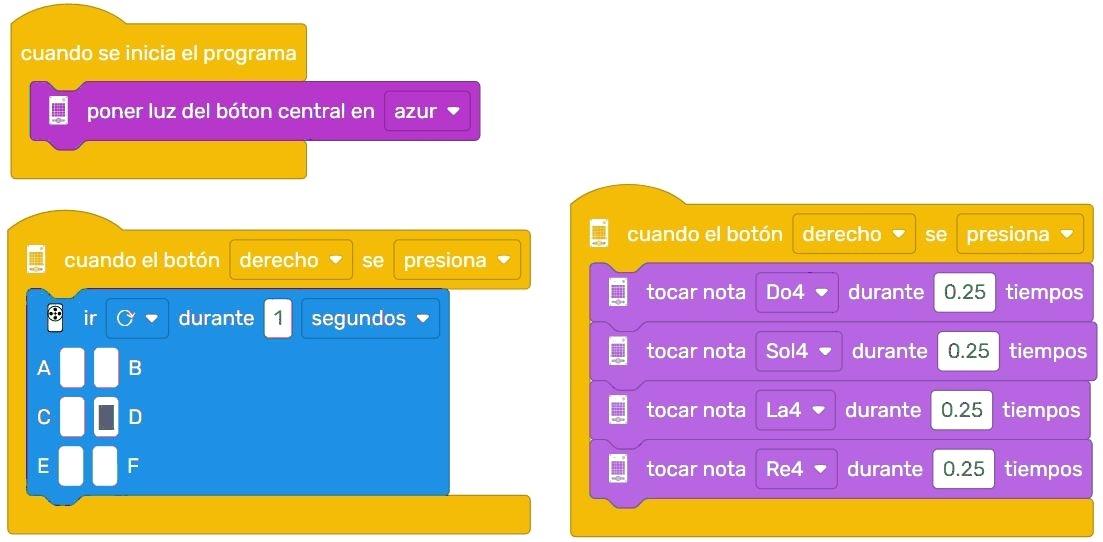 cuando se inicia el programa
poner luz del bóton central en azur
cuando el botón derecho se presiona
ir durante 1 segundos
A B
C D
E F
cuando el botón derecho se presiona
tocar nota Do4 durante 0.25 tiempos
tocar nota Sol4 durante 0.25 tiempos
tocar nota La4 durante 0.25 tiempos
tocar nota Re4 durante 0.25 tiempos